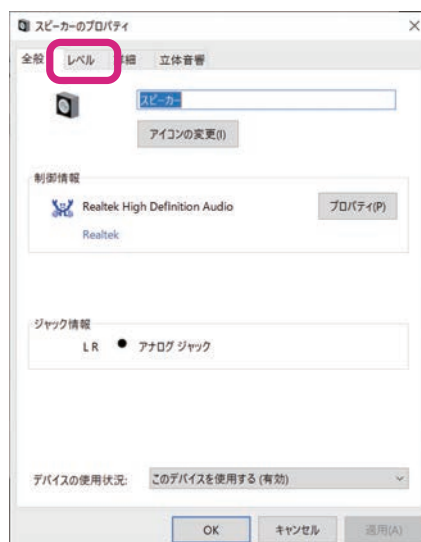 スピーカーのプロパティ
全般 レベル 詳細 立体音響
スピーカー
アイコンの変更(I)
制御情報
Realtek High Definition Audio プロパティ(P)
Realtek
ジャック情報
L R アナログ ジャック
デバイスの使用状況: このデバイスを使用する (有効)
OK キャンセル 適用(A)